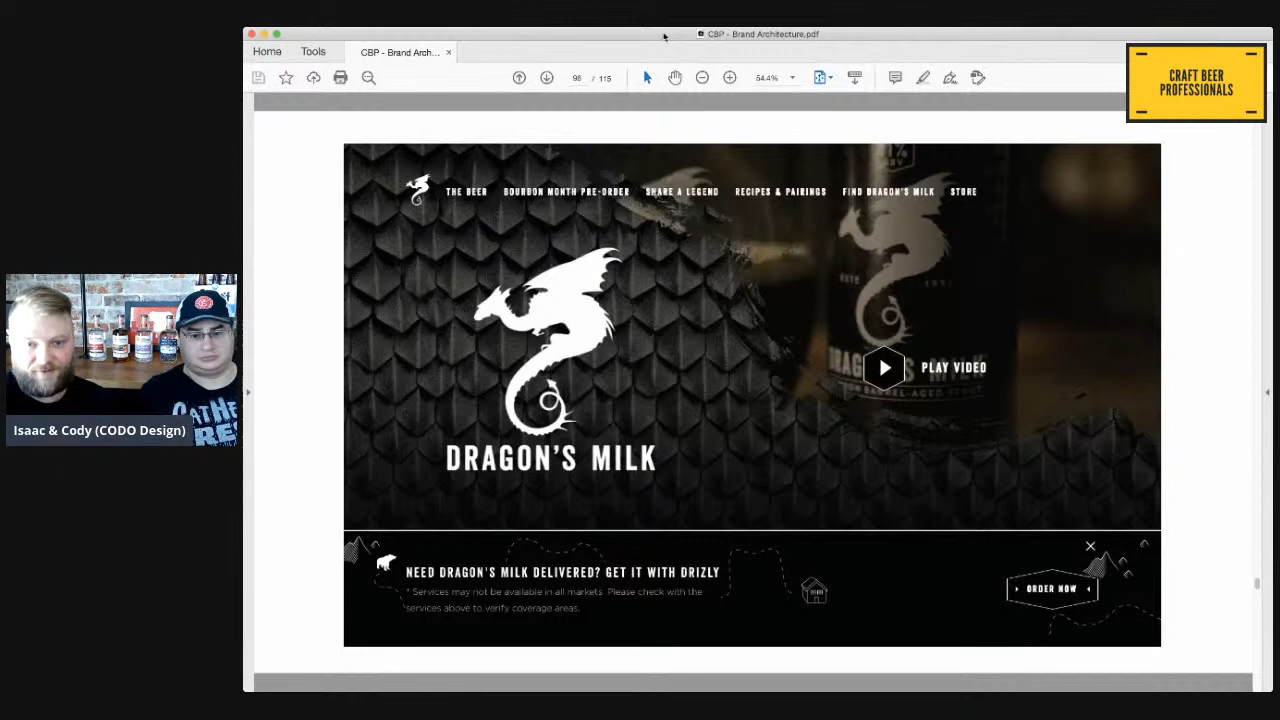 CBP - Brand Architecture.pdf
Home
Tools
CBP - Brand Arch...
96 / 115
54.4%
CRAFT BEER
PROFESSIONALS
THE BEER
BOURBON MONTH PRE-ORDER
SHARE A LEGEND
RECIPES & PAIRINGS
FIND DRAGON'S MILK
STORE
DRAGON'S MILK
PLAY VIDEO
DRAGON'S MILK
NEED DRAGON'S MILK DELIVERED? GET IT WITH DRIZLY
* Services may not be available in all markets. Please check with the
services above to verify coverage areas.
ORDER NOW
Isaac & Cody (CODO Design)